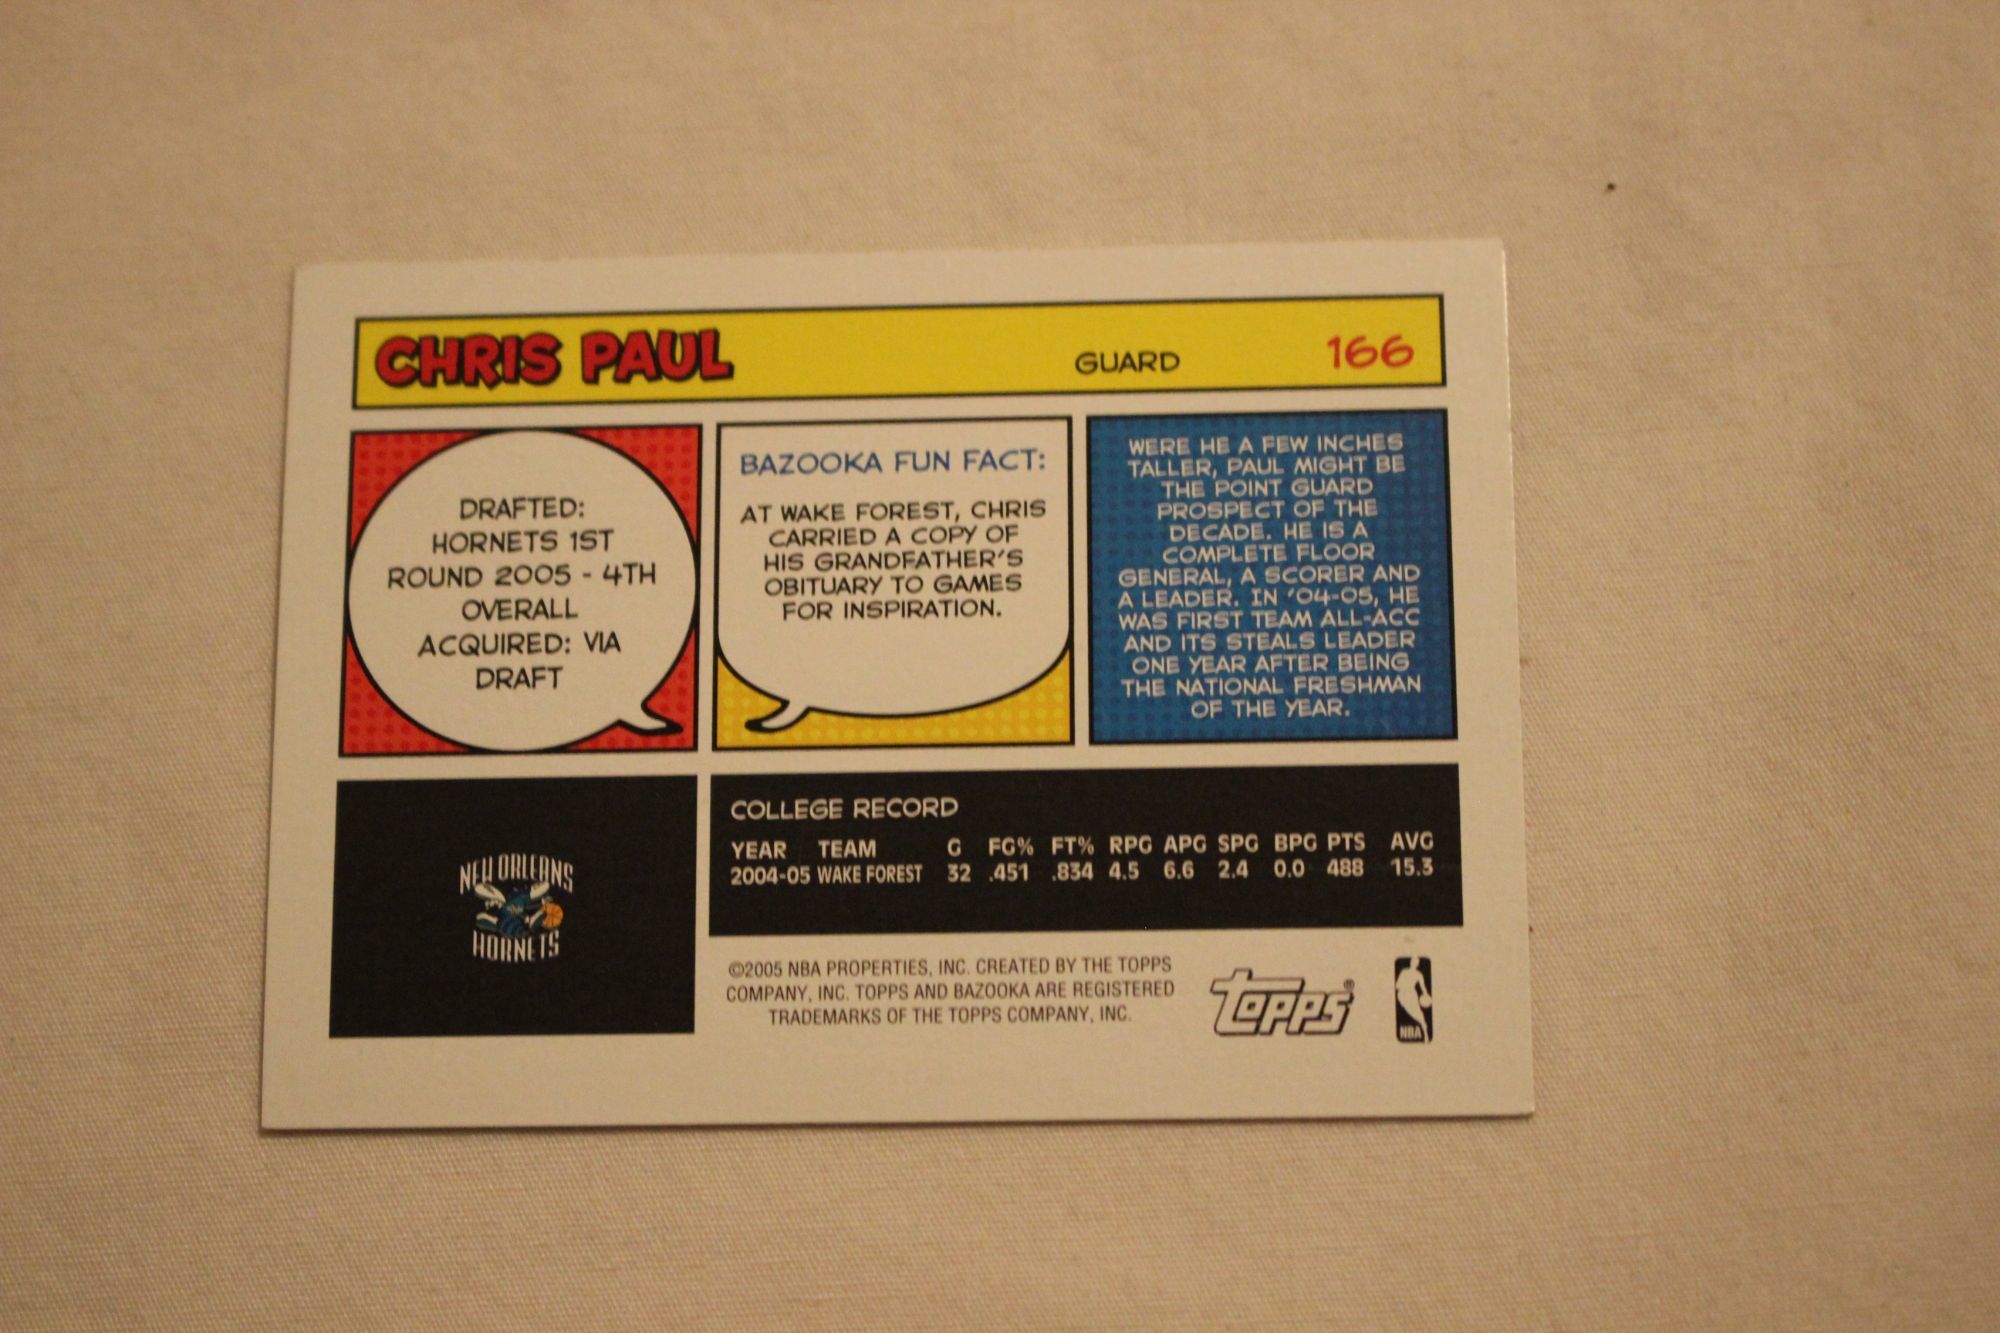 CHRIS PAUL GUARD 166
DRAFTED:
HORNETS 1ST
ROUND 2005 - 4TH
OVERALL
ACQUIRED: VIA
DRAFT
BAZOOKA FUN FACT:
AT WAKE FOREST, CHRIS
CARRIED A COPY OF
HIS GRANDFATHER'S
OBITUARY TO GAMES
FOR INSPIRATION.
WERE HE A FEW INCHES
TALLER, PAUL MIGHT BE
THE POINT GUARD
PROSPECT OF THE
DECADE. HE IS A
COMPLETE FLOOR
GENERAL, A SCORER AND
A LEADER. IN '04-05, HE
WAS FIRST TEAM ALL-ACC
AND ITS STEALS LEADER
ONE YEAR AFTER BEING
THE NATIONAL FRESHMAN
OF THE YEAR.
NEW ORLEANS
HORNETS
COLLEGE RECORD
YEAR TEAM G FG% FT% RPG APG SPG BPG PTS AVG
2004-05 WAKE FOREST 32 .451 .834 4.5 6.6 2.4 0.0 488 15.3
©2005 NBA PROPERTIES, INC. CREATED BY THE TOPPS
COMPANY, INC. TOPPS AND BAZOOKA ARE REGISTERED
TRADEMARKS OF THE TOPPS COMPANY, INC.
Topps®
NBA